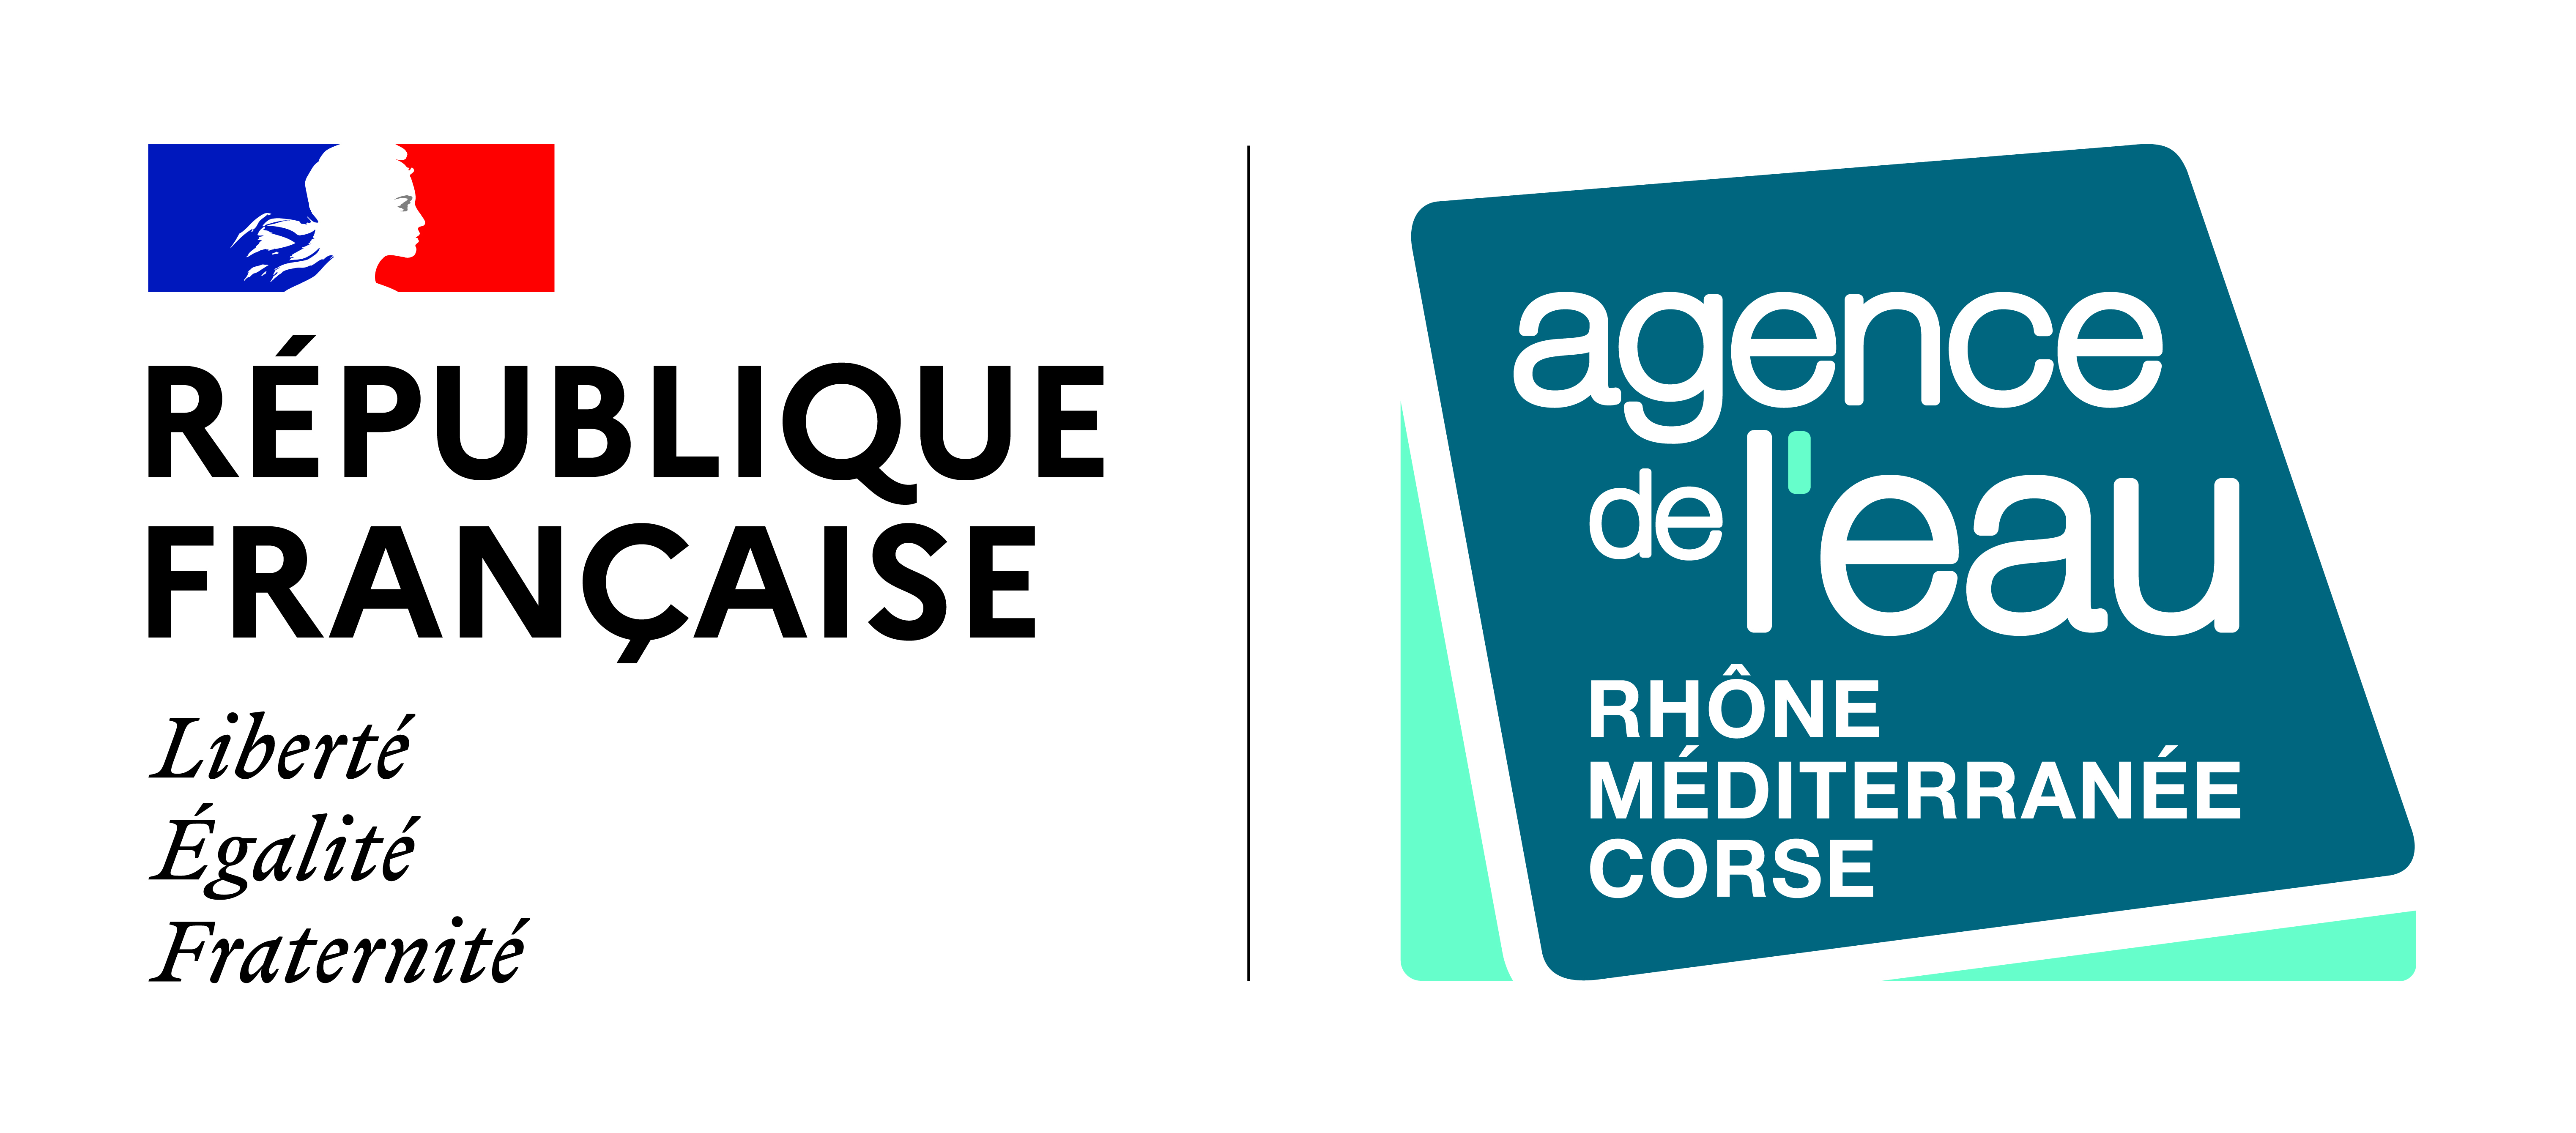 RÉPUBLIQUE
FRANÇAISE
Liberté
Égalité
Fraternité
agence
de l'eau
RHÔNE
MÉDITERRANÉE
CORSE